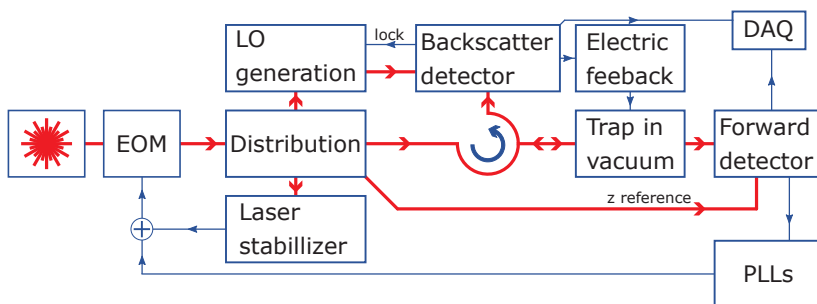 LO
generation
lock
Backscatter
detector
Electric
feeback
DAQ
EOM
Distribution
Trap in
vacuum
Forward
detector
z reference
Laser
stabillizer
PLLs